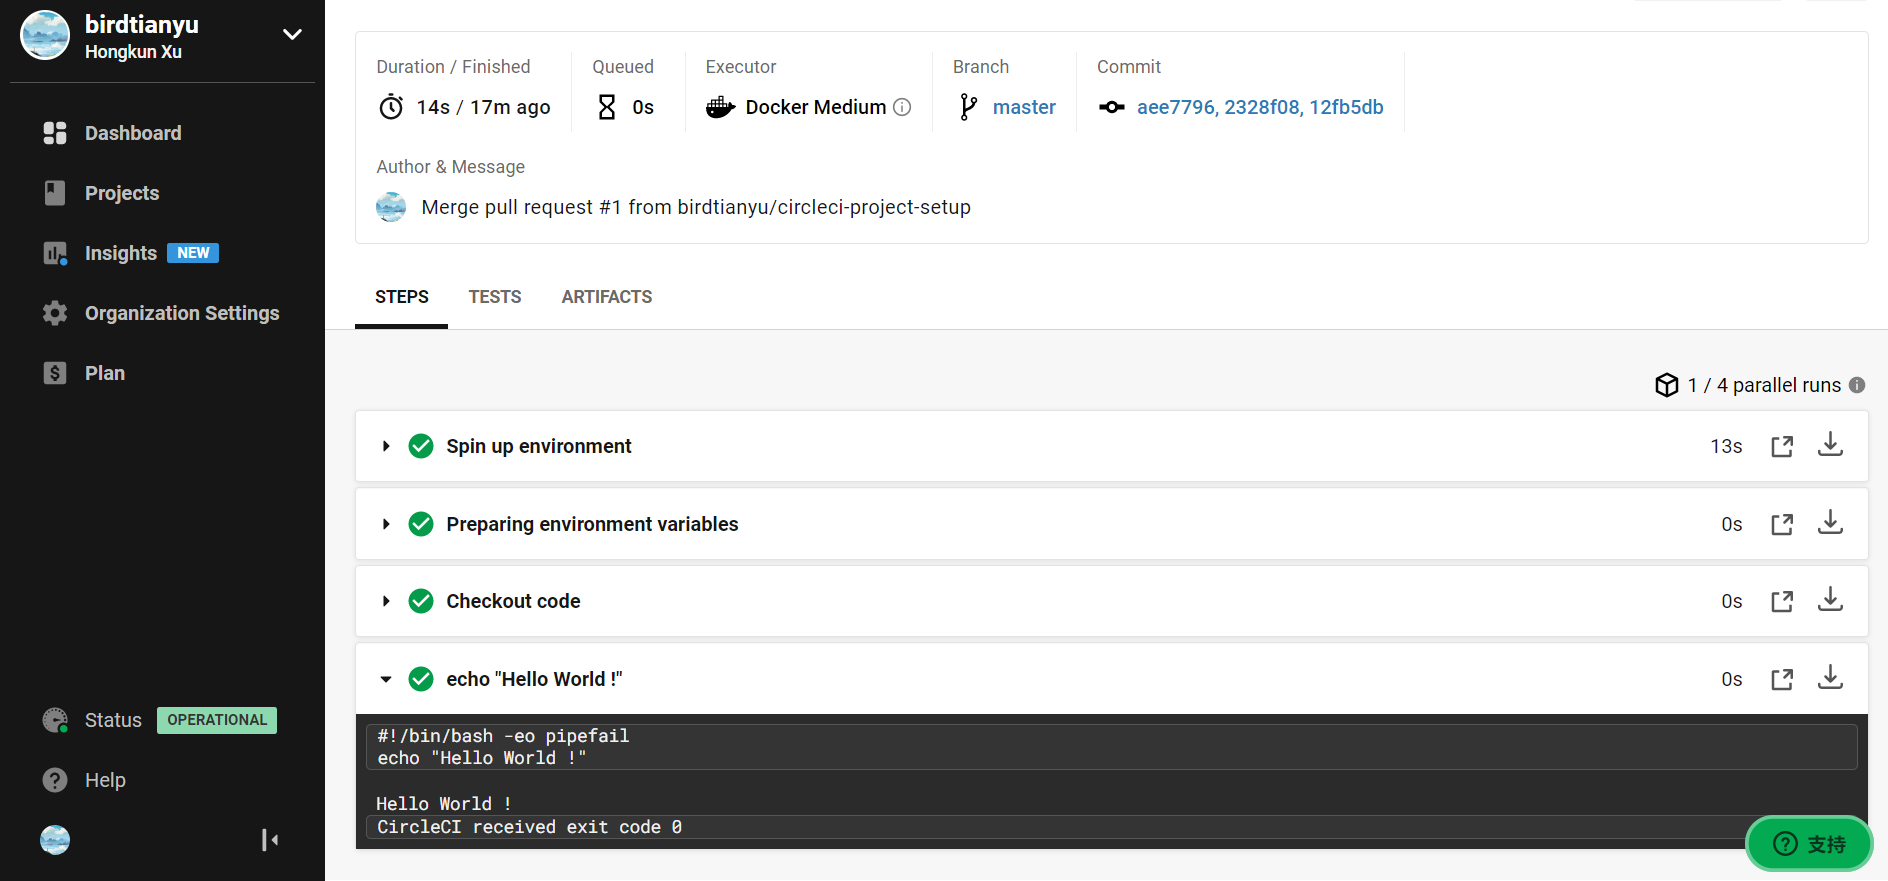 birdtianyu
Hongkun Xu
Dashboard
Projects
Insights NEW
Organization Settings
Plan
Status OPERATIONAL
Help
Duration / Finished
14s / 17m ago
Queued
0s
Executor
Docker Medium
Branch
master
Commit
aee7796, 2328f08, 12fb5db
Author & Message
Merge pull request #1 from birdtianyu/circleci-project-setup
STEPS TESTS ARTIFACTS
1 / 4 parallel runs
Spin up environment 13s
Preparing environment variables 0s
Checkout code 0s
echo "Hello World !" 0s
#!/bin/bash -eo pipefail
echo "Hello World !"
Hello World !
CircleCI received exit code 0
支持